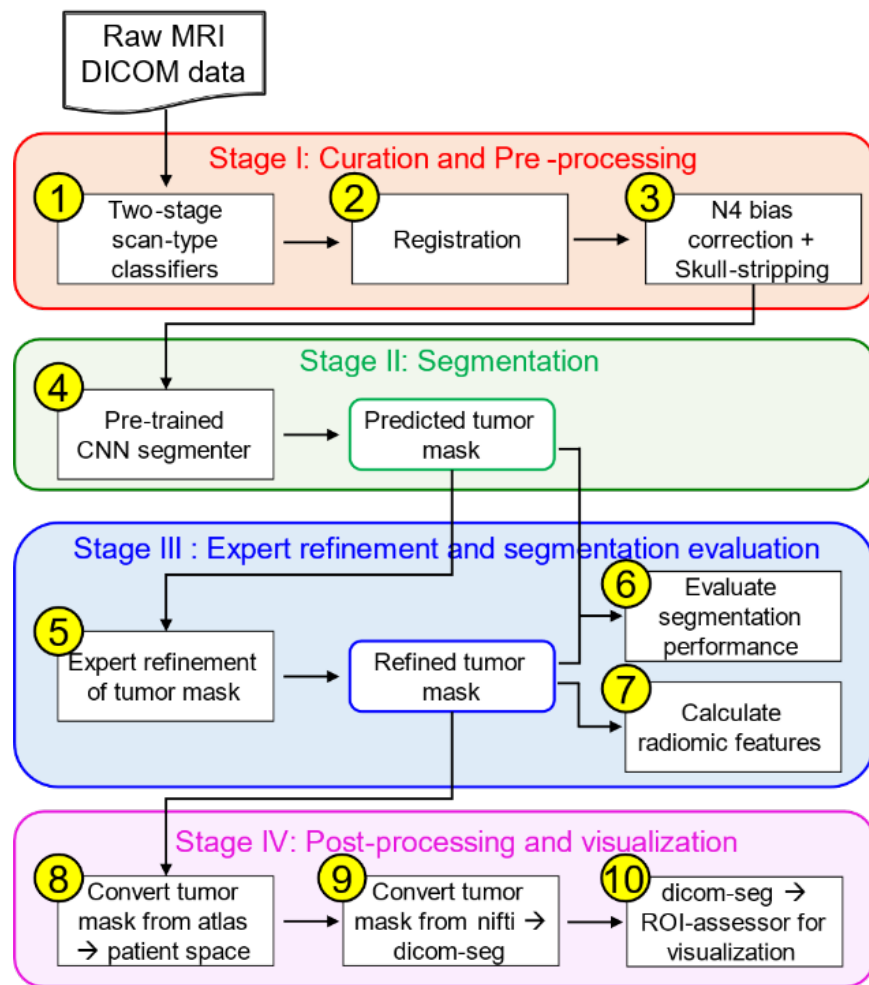 Raw MRI
DICOM data
Stage I: Curation and Pre-processing
1
Two-stage
scan-type
classifiers
2
Registration
3
N4 bias
correction +
Skull-stripping
Stage II: Segmentation
4
Pre-trained
CNN segmenter
Predicted tumor
mask
Stage III : Expert refinement and segmentation evaluation
5
Expert refinement
of tumor mask
Refined tumor
mask
6
Evaluate
segmentation
performance
7
Calculate
radiomic features
Stage IV: Post-processing and visualization
8
Convert tumor
mask from atlas
→ patient space
9
Convert tumor
mask from nifti →
dicom-seg
10
dicom-seg →
ROI-assessor for
visualization